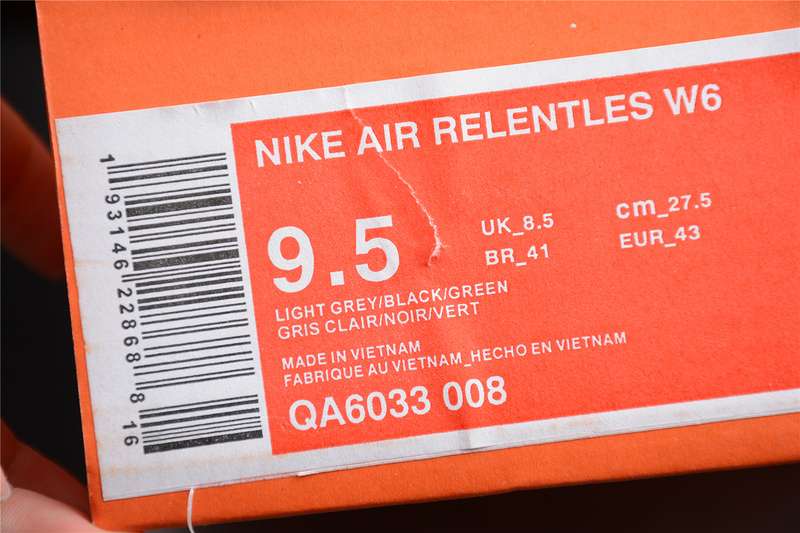 NIKE AIR RELENTLES W6
9.5
UK_8.5 cm_27.5
BR_41 EUR_43
LIGHT GREY/BLACK/GREEN
GRIS CLAIR/NOIR/VERT
MADE IN VIETNAM
FABRIQUE AU VIETNAM_HECHO EN VIETNAM
QA6033 008
1 93146 22868 8 16